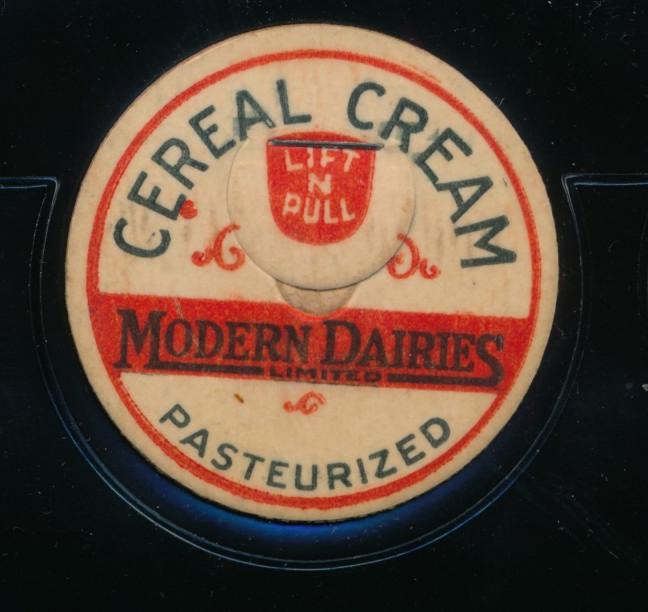 CEREAL CREAM
LIFT
N
PULL
MODERN DAIRIES
LIMITED
PASTEURIZED